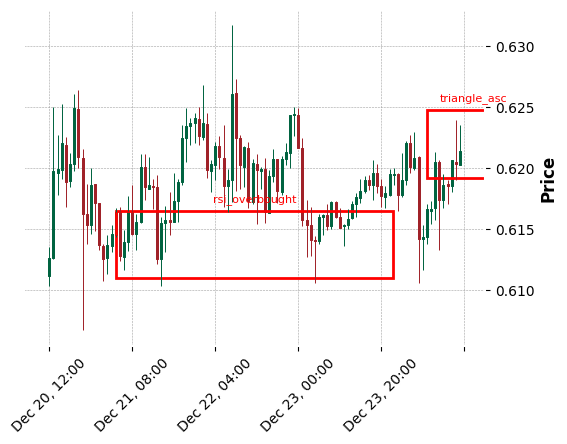 0.630
triangle_asc
0.625
0.620
Price
rsi_overbought
0.615
0.610
Dec 20, 12:00
Dec 21, 08:00
Dec 22, 04:00
Dec 23, 00:00
Dec 23, 20:00